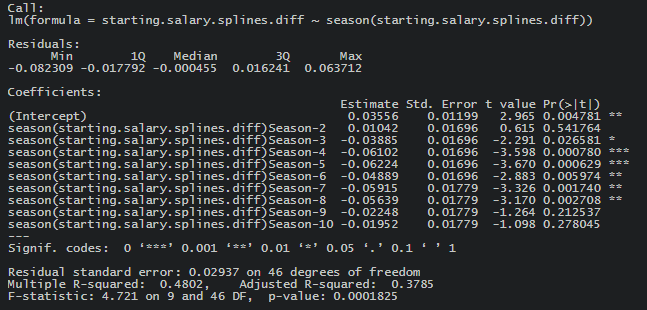 Call:
lm(formula = starting.salary.splines.diff ~ season(starting.salary.splines.diff))
Residuals:
Min 1Q Median 3Q Max
-0.082309 -0.017792 -0.000455 0.016241 0.063712
Coefficients:
Estimate Std. Error t value Pr(>|t|)
(Intercept) 0.03556 0.01199 2.965 0.004781 **
season(starting.salary.splines.diff)Season-2 0.01042 0.01696 0.615 0.541764
season(starting.salary.splines.diff)Season-3 -0.03885 0.01696 -2.291 0.026581 *
season(starting.salary.splines.diff)Season-4 -0.06102 0.01696 -3.598 0.000780 ***
season(starting.salary.splines.diff)Season-5 -0.06224 0.01696 -3.670 0.000629 ***
season(starting.salary.splines.diff)Season-6 -0.04889 0.01696 -2.883 0.005974 **
season(starting.salary.splines.diff)Season-7 -0.05915 0.01779 -3.326 0.001740 **
season(starting.salary.splines.diff)Season-8 -0.05639 0.01779 -3.170 0.002708 **
season(starting.salary.splines.diff)Season-9 -0.02248 0.01779 -1.264 0.212537
season(starting.salary.splines.diff)Season-10 -0.01952 0.01779 -1.098 0.278045
---
Signif. codes: 0 ‘***’ 0.001 ‘**’ 0.01 ‘*’ 0.05 ‘.’ 0.1 ‘ ’ 1
Residual standard error: 0.02937 on 46 degrees of freedom
Multiple R-squared: 0.4802, Adjusted R-squared: 0.3785
F-statistic: 4.721 on 9 and 46 DF, p-value: 0.0001825